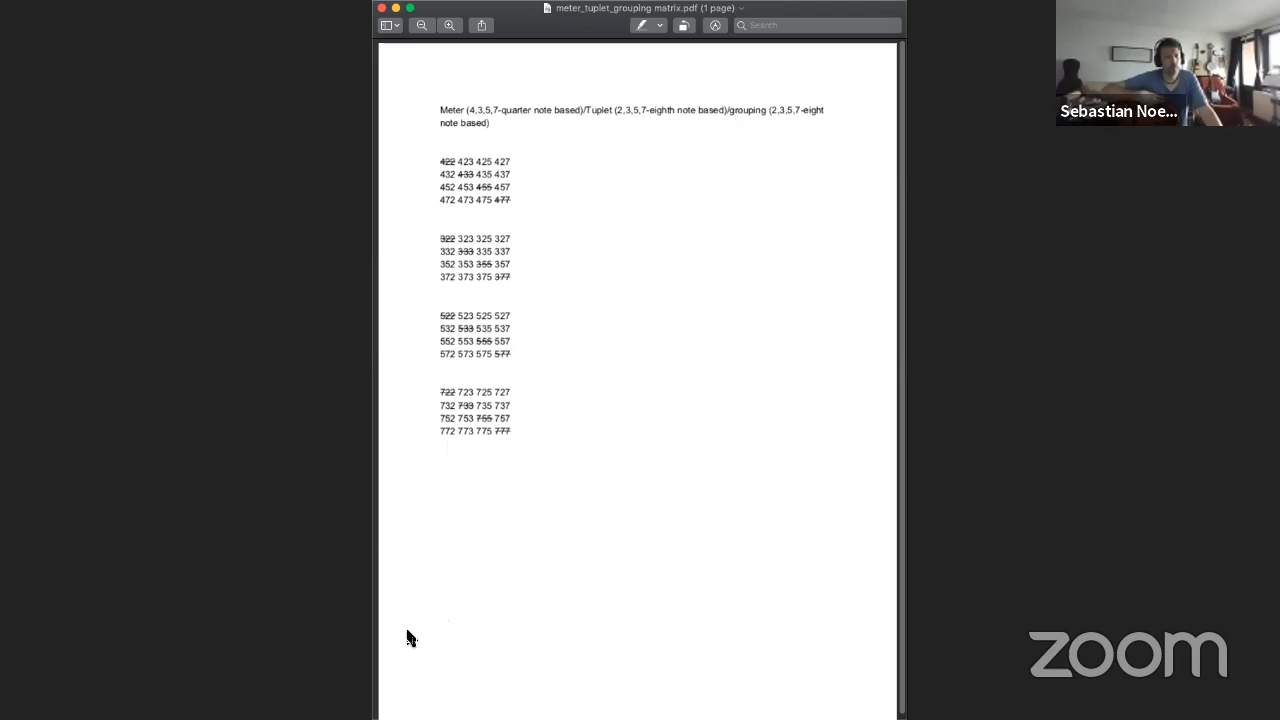 meter_tuplet_grouping matrix.pdf (1 page)
Search
Meter (4,3,5,7-quarter note based)/Tuplet (2,3,5,7-eighth note based)/grouping (2,3,5,7-eight
note based)
422 423 425 427
432 433 435 437
452 453 455 457
472 473 475 477
322 323 325 327
332 333 335 337
352 353 355 357
372 373 375 377
522 523 525 527
532 533 535 537
552 553 555 557
572 573 575 577
722 723 725 727
732 733 735 737
752 753 755 757
772 773 775 777
Sebastian Noe...
zoom